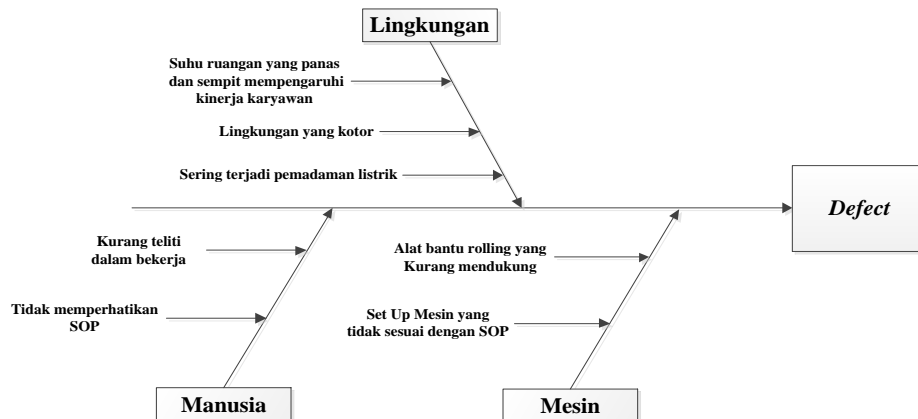 Lingkungan
Suhu ruangan yang panas
dan sempit mempengaruhi
kinerja karyawan
Lingkungan yang kotor
Sering terjadi pemadaman listrik
Defect
Kurang teliti
dalam bekerja
Alat bantu rolling yang
Kurang mendukung
Tidak memperhatikan
SOP
Set Up Mesin yang
tidak sesuai dengan SOP
Manusia
Mesin